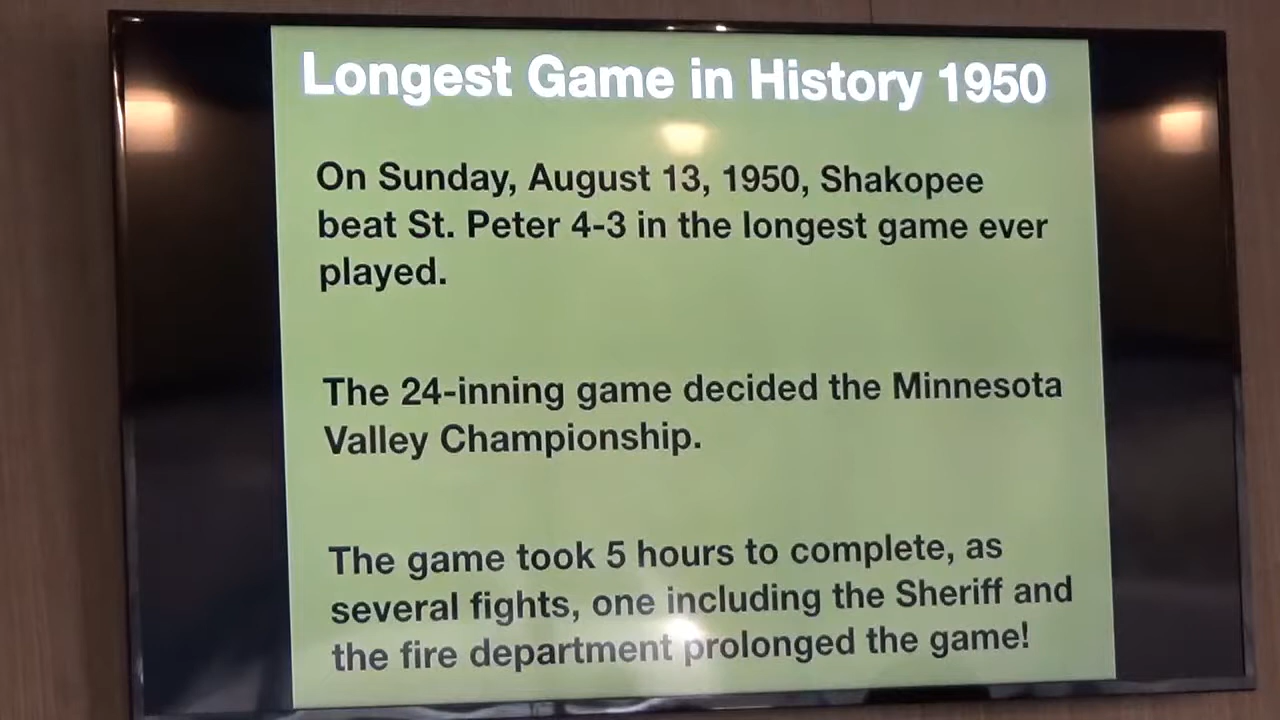 Longest Game in History 1950
On Sunday, August 13, 1950, Shakopee
beat St. Peter 4-3 in the longest game ever
played.
The 24-inning game decided the Minnesota
Valley Championship.
The game took 5 hours to complete, as
several fights, one including the Sheriff and
the fire department prolonged the game!